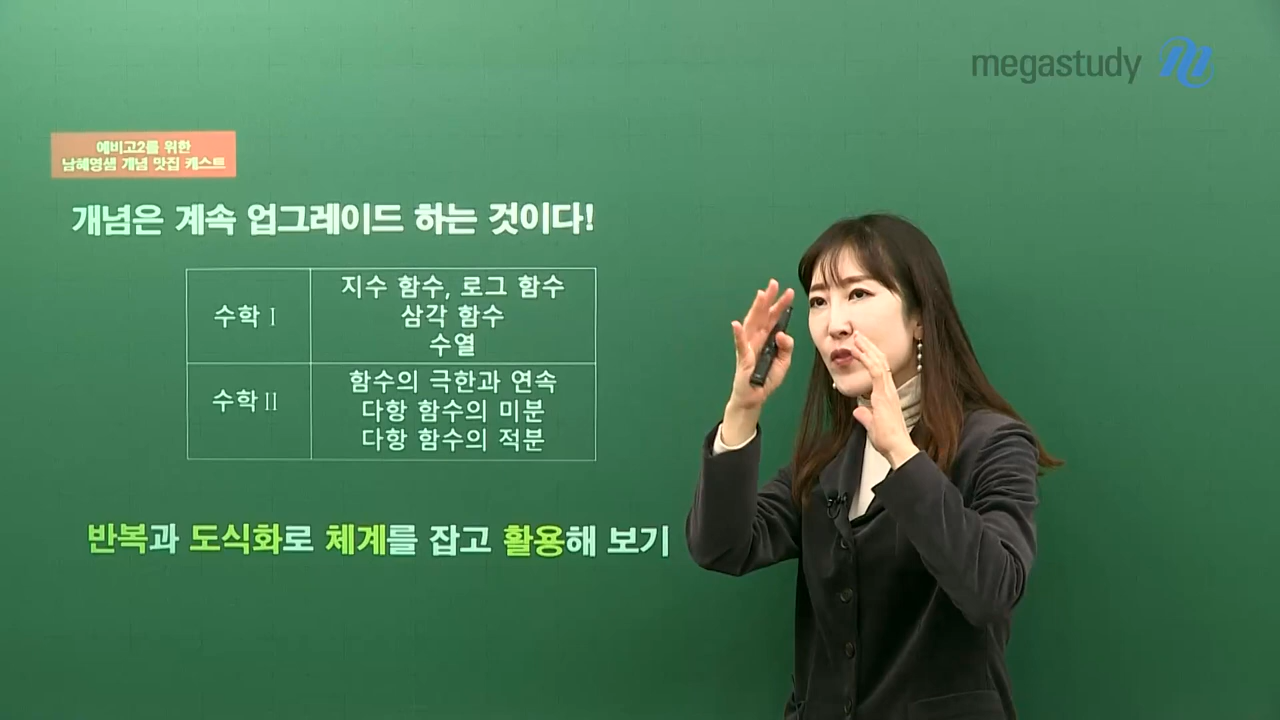 megastudy
예비고2를 위한
남혜영샘 개념 맛집 캐스트
개념은 계속 업그레이드 하는 것이다!
수학 Ⅰ
지수 함수, 로그 함수
삼각 함수
수열
수학 Ⅱ
함수의 극한과 연속
다항 함수의 미분
다항 함수의 적분
반복과 도식화로 체계를 잡고 활용해 보기